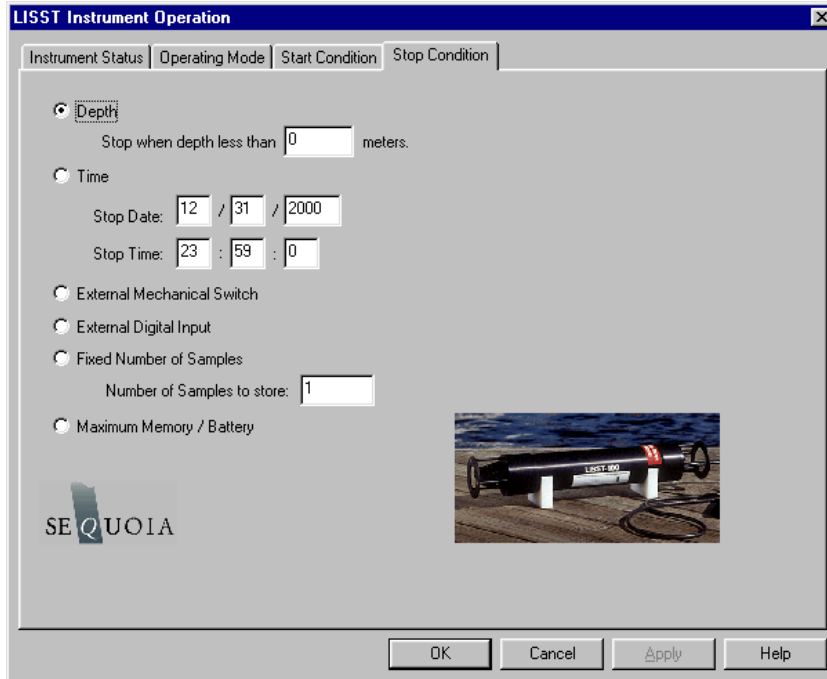 LISST Instrument Operation
Instrument Status Operating Mode Start Condition Stop Condition
Depth
Stop when depth less than 0 meters.
Time
Stop Date: 12 / 31 / 2000
Stop Time: 23 : 59 : 0
External Mechanical Switch
External Digital Input
Fixed Number of Samples
Number of Samples to store: 1
Maximum Memory / Battery
LISST-100
SEQUOIA
OK Cancel Apply Help